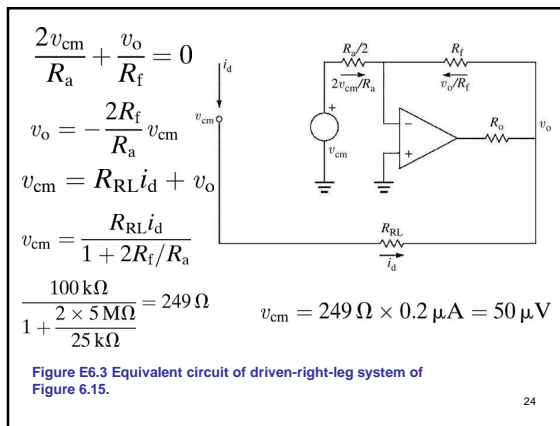 2v_cm/R_a + v_o/R_f = 0
v_o = −(2R_f/R_a) v_cm
v_cm = R_RL i_d + v_o
v_cm = R_RL i_d / (1 + 2R_f/R_a)
100 kΩ / (1 + (2 × 5 MΩ)/(25 kΩ)) = 249 Ω
v_cm = 249 Ω × 0.2 μA = 50 μV
i_d
v_cm
R_a/2
2v_cm/R_a
R_f
v_o/R_f
+
v_cm
−
+
R_o
v_o
R_RL
i_d
Figure E6.3 Equivalent circuit of driven-right-leg system of
Figure 6.15.
24